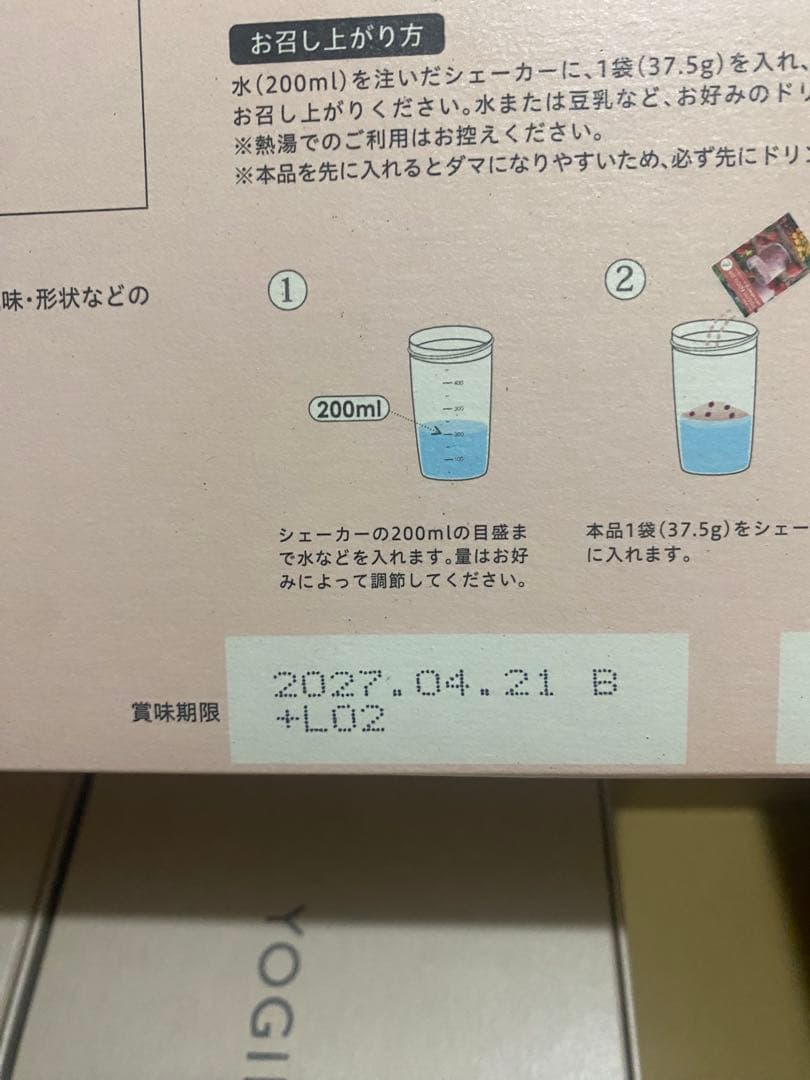 お召し上がり方
水(200ml)を注いだシェーカーに、1袋(37.5g)を入れ、
お召し上がりください。水または豆乳など、お好みのドリ
※熱湯でのご利用はお控えください。
※本品を先に入れるとダマになりやすいため、必ず先にドリン
味・形状などの
1
2
400
300
200ml
200
100
シェーカーの200mlの目盛ま
で水などを入れます。量はお好
みによって調節してください。
本品1袋(37.5g)をシェー
に入れます。
賞味期限
2027.04.21 B
+L02
YOGI